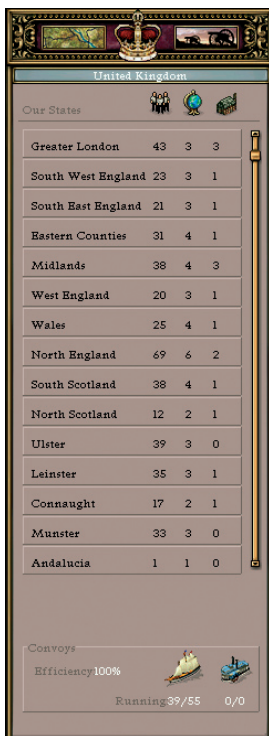 United Kingdom
Our States
Greater London 43 3 3
South West England 23 3 1
South East England 21 3 1
Eastern Counties 31 4 1
Midlands 38 4 3
West England 20 3 1
Wales 25 4 1
North England 69 6 2
South Scotland 38 4 1
North Scotland 12 2 1
Ulster 39 3 0
Leinster 35 3 1
Connaught 17 2 1
Munster 33 3 0
Andalucia 1 1 0
Convoys
Efficiency 100%
Running: 39/55 0/0